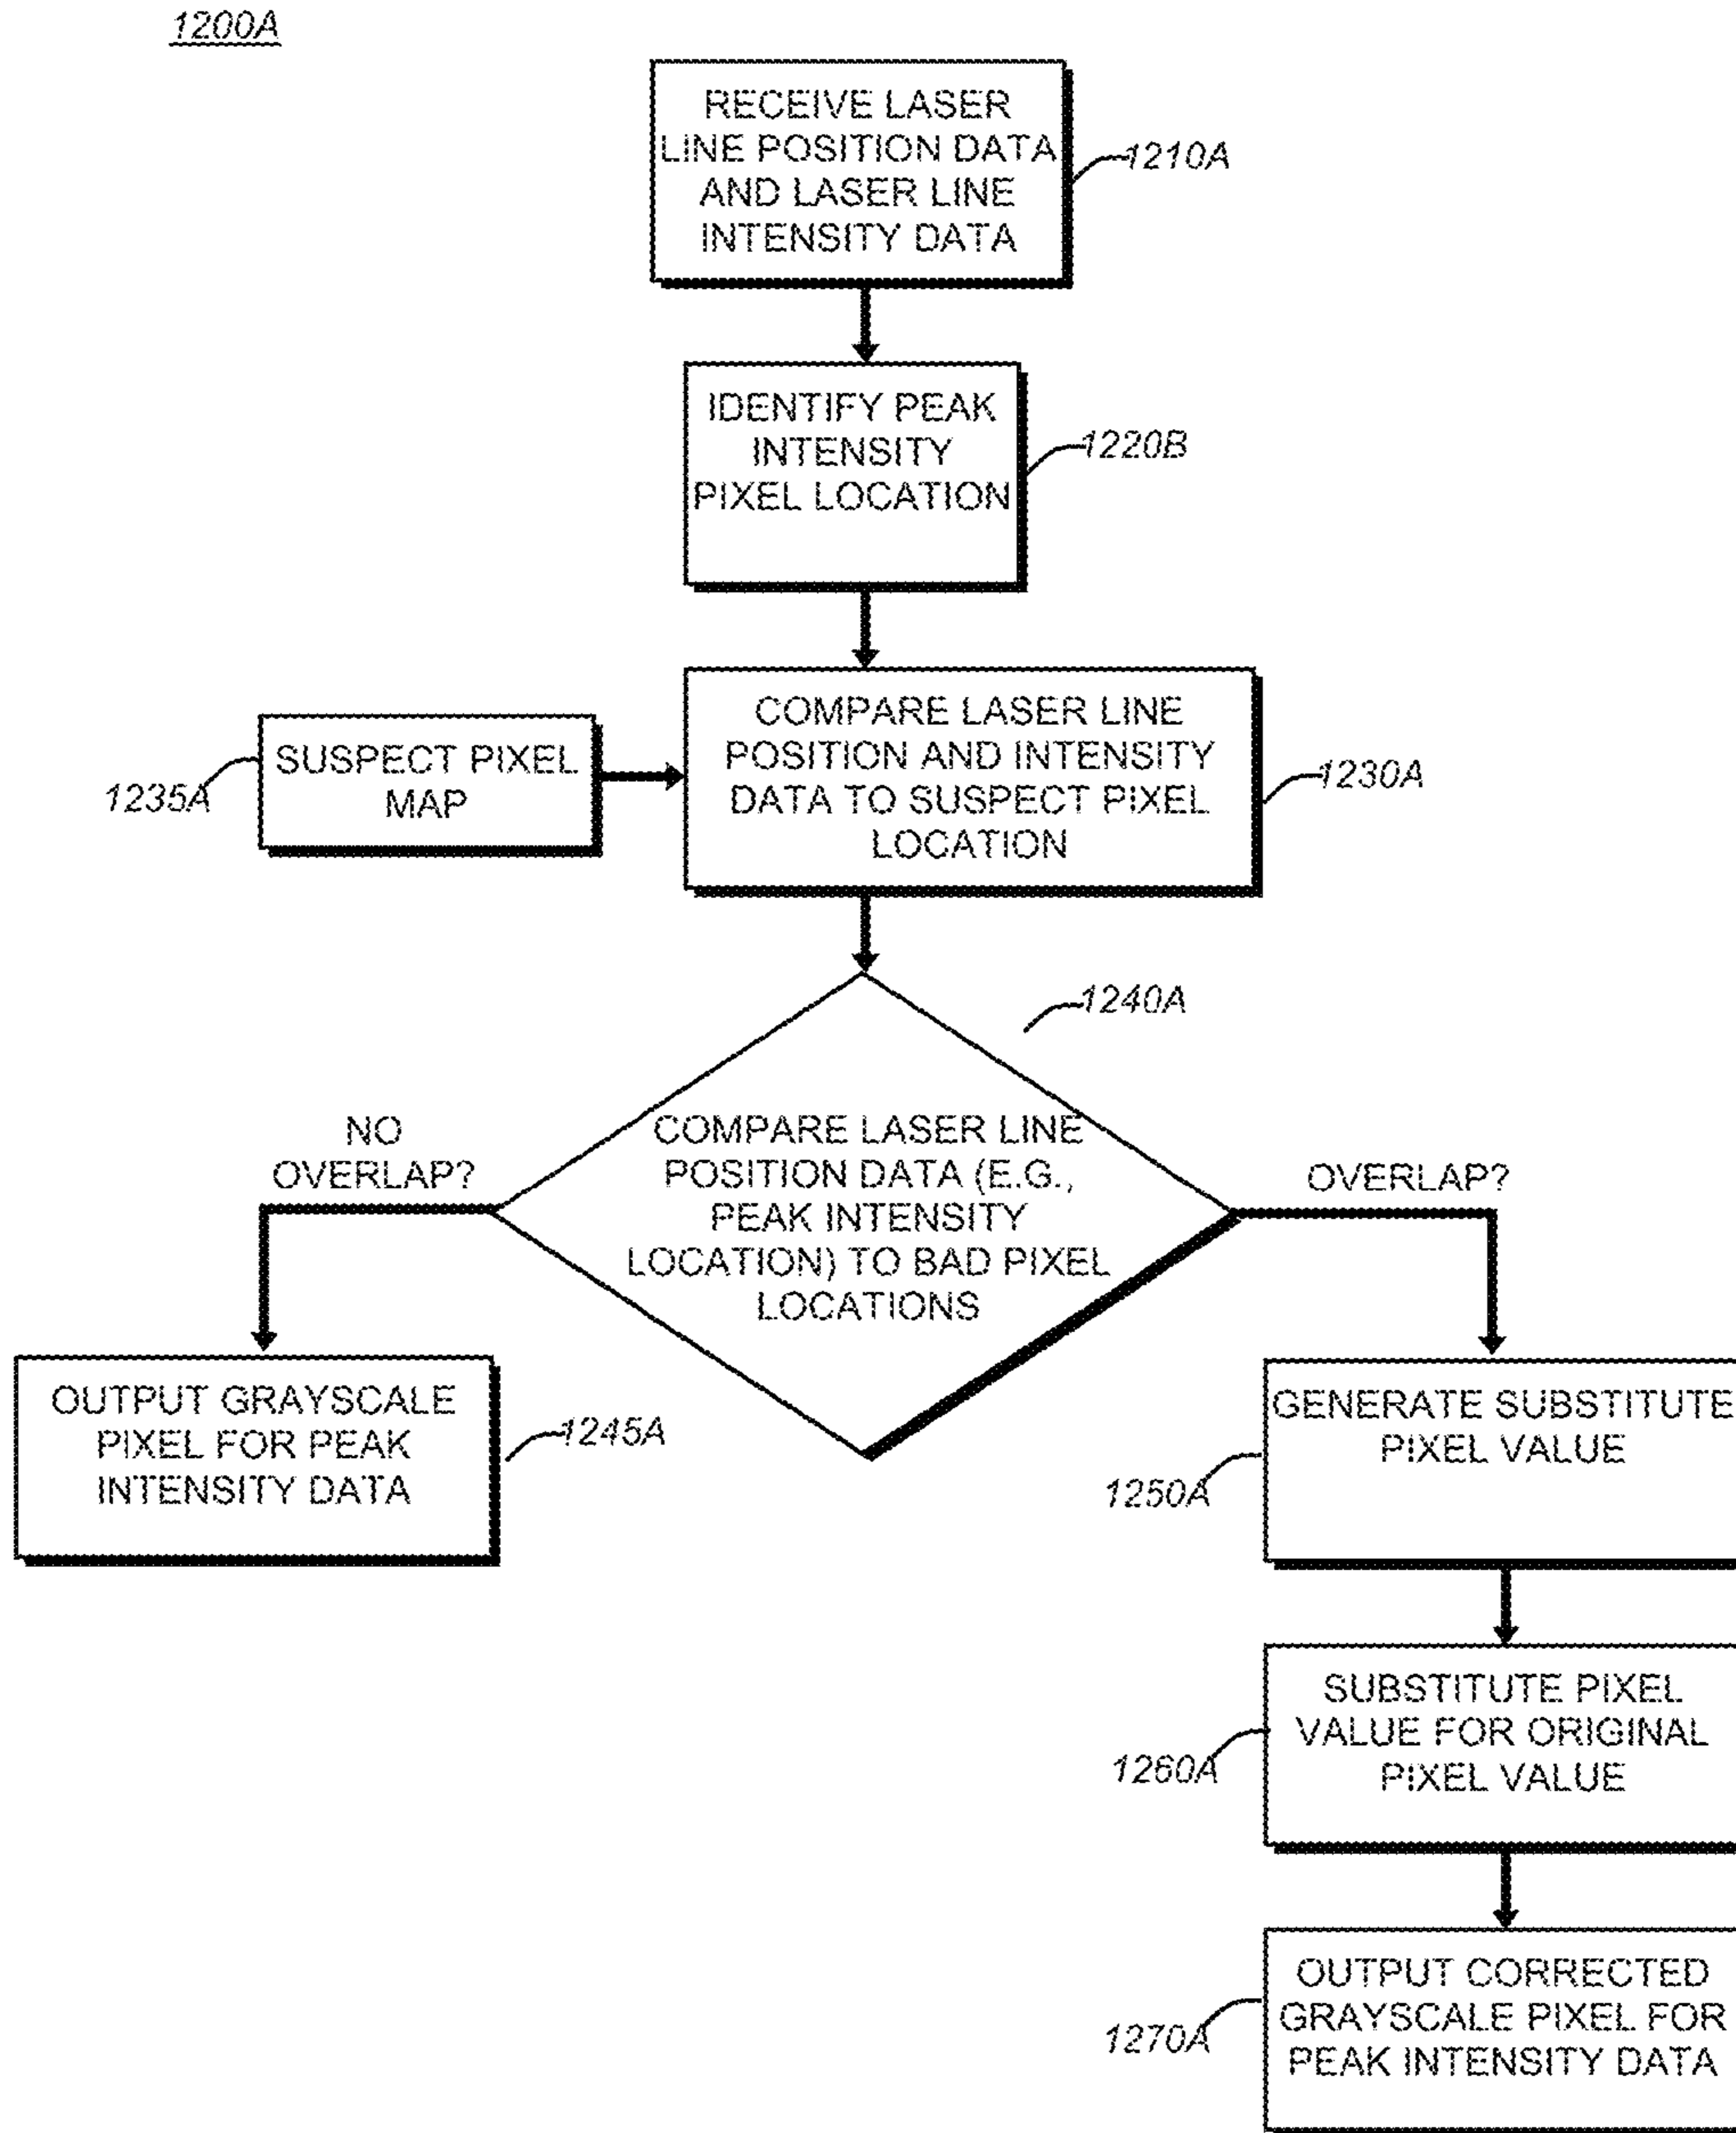 1200A
RECEIVE LASER
LINE POSITION DATA
AND LASER LINE
INTENSITY DATA
1210A
IDENTIFY PEAK
INTENSITY
PIXEL LOCATION
1220B
COMPARE LASER LINE
POSITION AND INTENSITY
DATA TO SUSPECT PIXEL
LOCATION
1230A
SUSPECT PIXEL
MAP
1235A
1240A
COMPARE LASER LINE
POSITION DATA (E.G.,
PEAK INTENSITY
LOCATION) TO BAD PIXEL
LOCATIONS
NO
OVERLAP?
OVERLAP?
OUTPUT GRAYSCALE
PIXEL FOR PEAK
INTENSITY DATA
1245A
GENERATE SUBSTITUTE
PIXEL VALUE
1250A
SUBSTITUTE PIXEL
VALUE FOR ORIGINAL
PIXEL VALUE
1260A
OUTPUT CORRECTED
GRAYSCALE PIXEL FOR
PEAK INTENSITY DATA
1270A